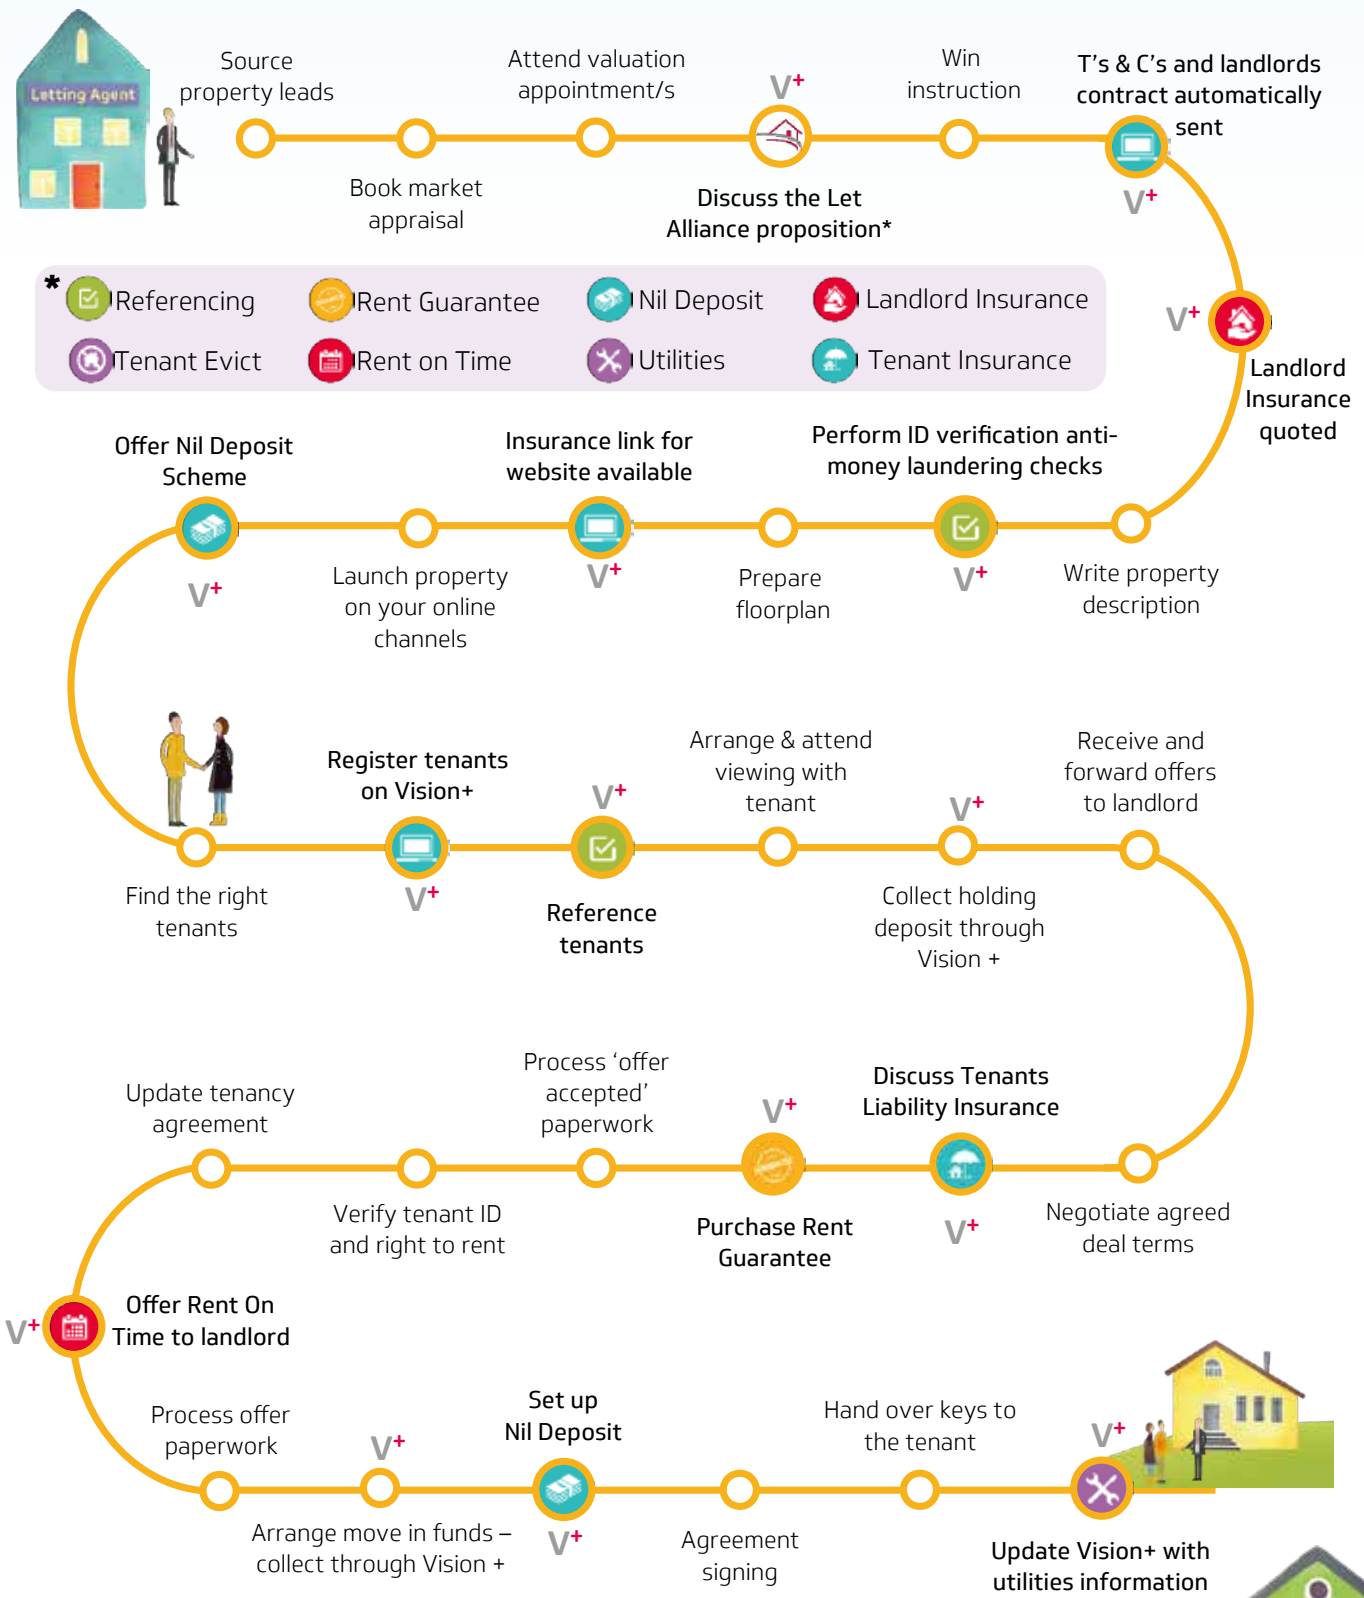 Letting Agent
Source
property leads
Book market
appraisal
Attend valuation
appointment/s
V+
Discuss the Let
Alliance proposition*
Win
instruction
T's & C's and landlords
contract automatically
sent
V+
*
Referencing
Rent Guarantee
Nil Deposit
Landlord Insurance
Tenant Evict
Rent on Time
Utilities
Tenant Insurance
V+
Landlord
Insurance
quoted
Write property
description
Perform ID verification anti-
money laundering checks
V+
Prepare
floorplan
Insurance link for
website available
V+
Launch property
on your online
channels
Offer Nil Deposit
Scheme
V+
Find the right
tenants
Register tenants
on Vision+
V+
V+
Reference
tenants
Arrange & attend
viewing with
tenant
V+
Collect holding
deposit through
Vision +
Receive and
forward offers
to landlord
Negotiate agreed
deal terms
Discuss Tenants
Liability Insurance
V+
V+
Purchase Rent
Guarantee
Process ‘offer
accepted’
paperwork
Verify tenant ID
and right to rent
Update tenancy
agreement
V+
Offer Rent On
Time to landlord
Process offer
paperwork
V+
Arrange move in funds –
collect through Vision +
Set up
Nil Deposit
V+
Agreement
signing
Hand over keys to
the tenant
V+
Update Vision+ with
utilities information